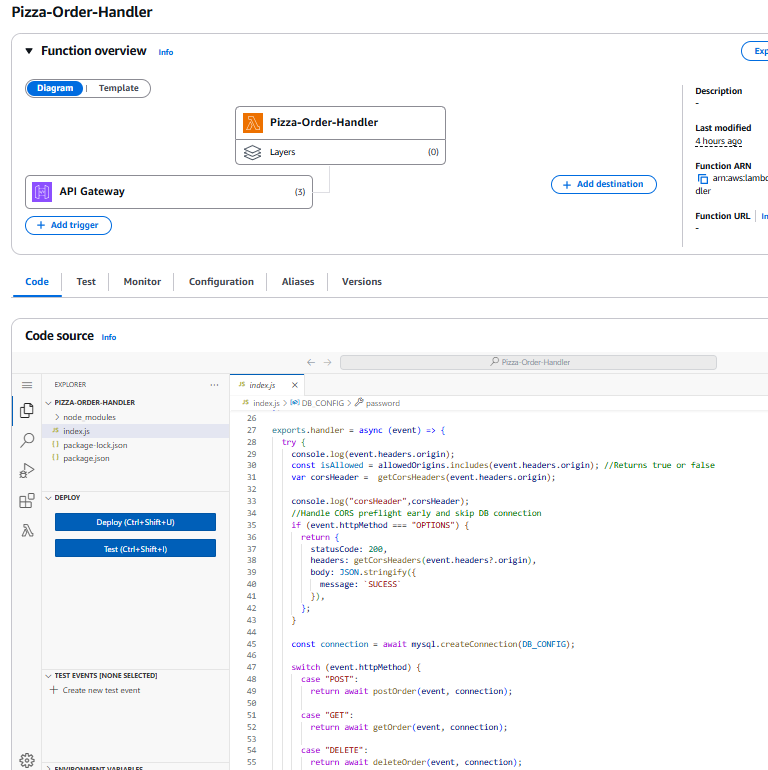 Pizza-Order-Handler
Function overview Info
Exp
Diagram Template
Pizza-Order-Handler
Layers (0)
API Gateway (3)
Add trigger
Add destination
Description
-
Last modified
4 hours ago
Function ARN
arn:aws:lambd
dler
Function URL In
-
Code Test Monitor Configuration Aliases Versions
Code source Info
Pizza-Order-Handler
EXPLORER ...
PIZZA-ORDER-HANDLER
node_modules
JS index.js
{} package-lock.json
{} package.json
DEPLOY
Deploy (Ctrl+Shift+U)
Test (Ctrl+Shift+I)
TEST EVENTS [NONE SELECTED]
Create new test event
ENVIRONMENT VARIABLES
JS index.js
JS index.js > DB_CONFIG > password
26
27 exports.handler = async (event) => {
28 try {
29 console.log(event.headers.origin);
30 const isAllowed = allowedOrigins.includes(event.headers.origin); //Returns true or false
31 var corsHeader = getCorsHeaders(event.headers.origin);
32
33 console.log("corsHeader",corsHeader);
34 //Handle CORS preflight early and skip DB connection
35 if (event.httpMethod === "OPTIONS") {
36 return {
37 statusCode: 200,
38 headers: getCorsHeaders(event.headers?.origin),
39 body: JSON.stringify({
40 message: `SUCESS`
41 }),
42 };
43 }
44
45 const connection = await mysql.createConnection(DB_CONFIG);
46
47 switch (event.httpMethod) {
48 case "POST":
49 return await postOrder(event, connection);
50
51 case "GET":
52 return await getOrder(event, connection);
53
54 case "DELETE":
55 return await deleteOrder(event, connection);